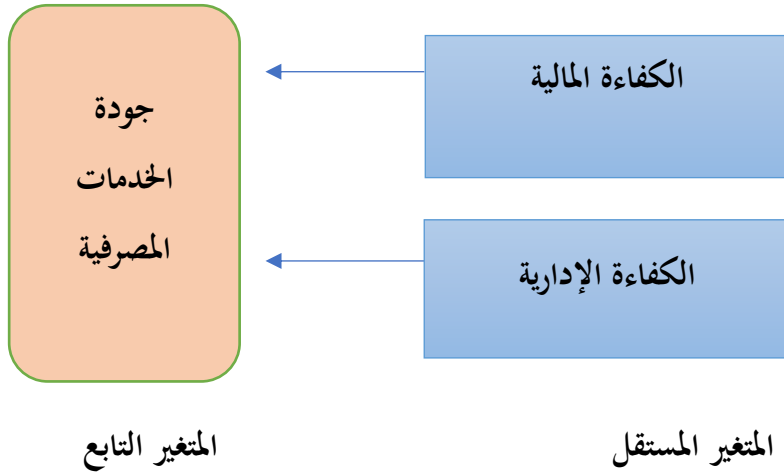 الكفاءة المالية
جودة
الخدمات
المصرفية
الكفاءة الإدارية
المتغير المستقل
المتغير التابع